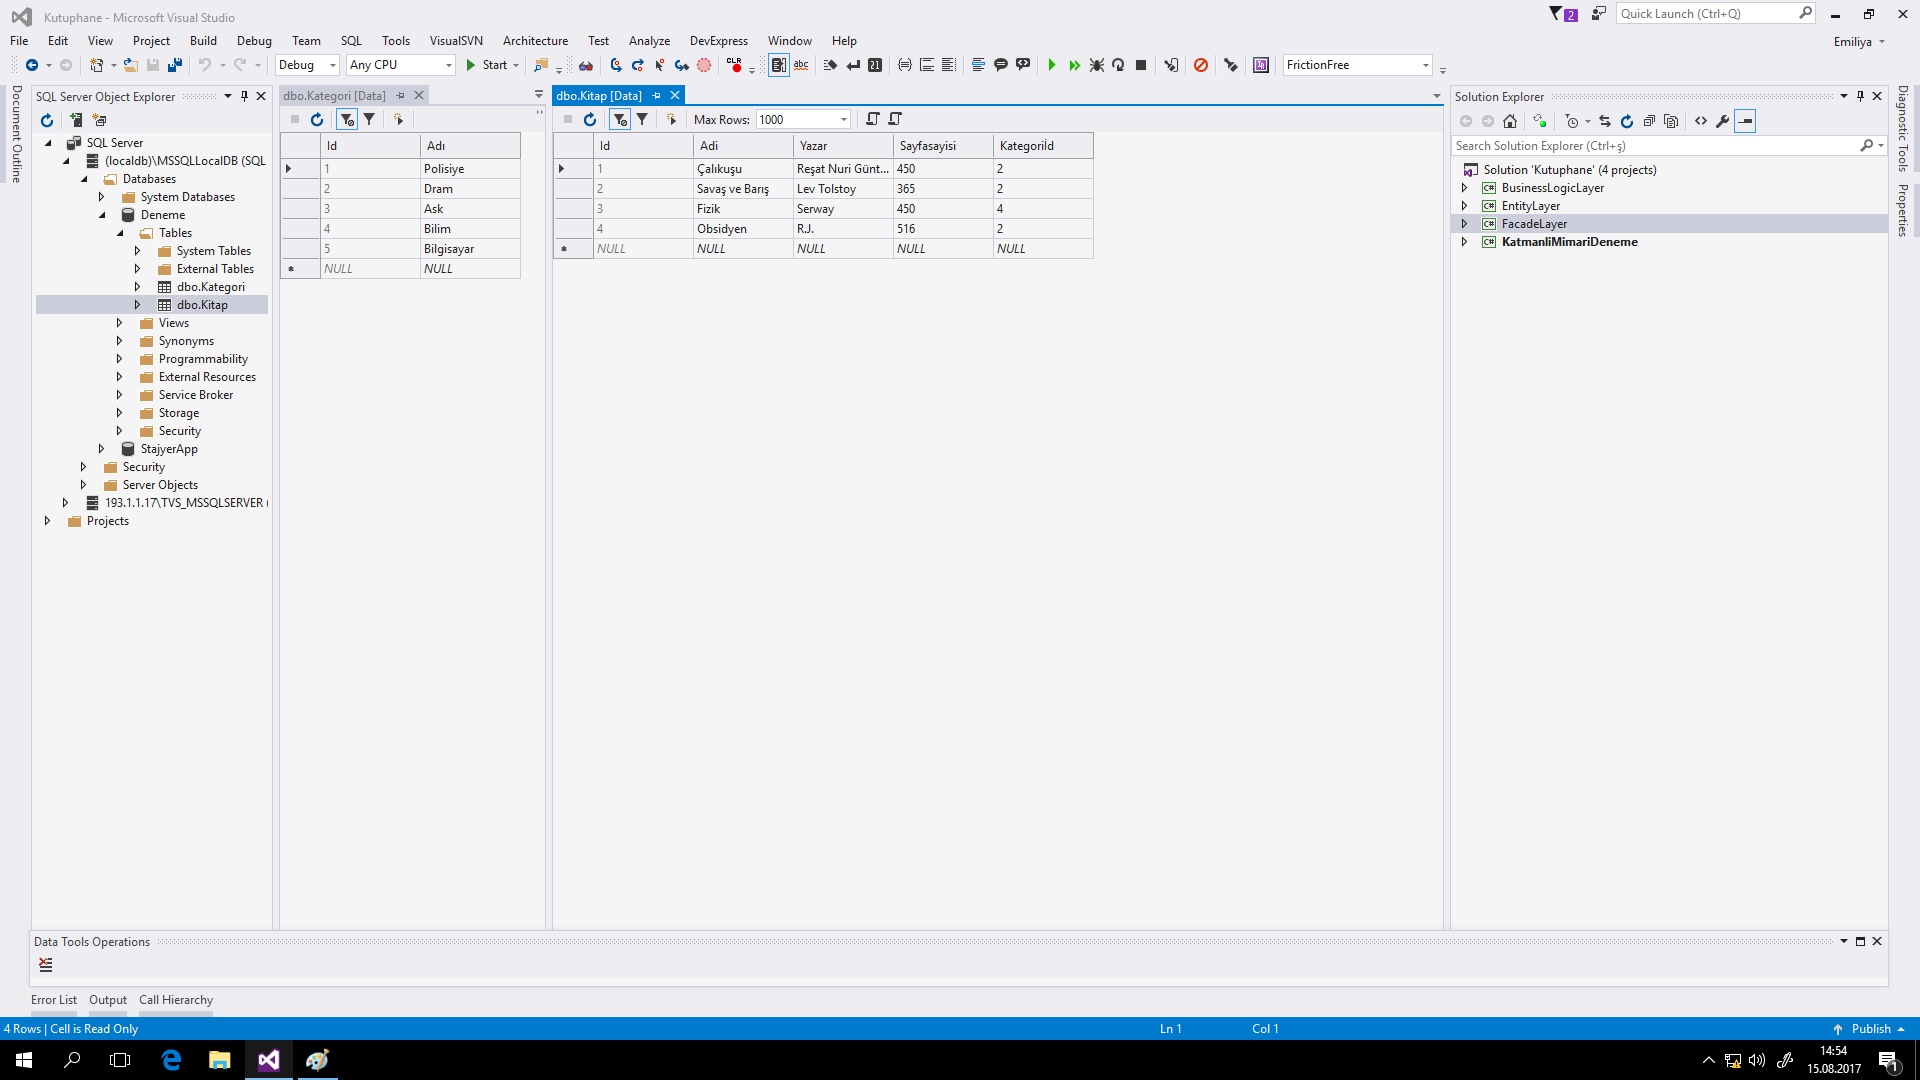 Kutuphane - Microsoft Visual Studio
2
Quick Launch (Ctrl+Q)
File Edit View Project Build Debug Team SQL Tools VisualSVN Architecture Test Analyze DevExpress Window Help
Emiliya
Debug Any CPU Start abc 21 CLR FrictionFree
Document Outline
SQL Server Object Explorer
SQL Server
(localdb)\MSSQLLocalDB (SQL
Databases
System Databases
Deneme
Tables
System Tables
External Tables
dbo.Kategori
dbo.Kitap
Views
Synonyms
Programmability
External Resources
Service Broker
Storage
Security
StajyerApp
Security
Server Objects
193.1.1.17\TVS_MSSQLSERVER (
Projects
dbo.Kategori [Data]
Id Adı
1 Polisiye
2 Dram
3 Ask
4 Bilim
5 Bilgisayar
NULL NULL
dbo.Kitap [Data]
Max Rows: 1000
Id Adi Yazar Sayfasayisi Kategorild
1 Çalıkuşu Reşat Nuri Günt... 450 2
2 Savaş ve Barış Lev Tolstoy 365 2
3 Fizik Serway 450 4
4 Obsidyen R.J. 516 2
NULL NULL NULL NULL NULL
Solution Explorer
Search Solution Explorer (Ctrl+ş)
Solution 'Kutuphane' (4 projects)
C# BusinessLogicLayer
C# EntityLayer
C# FacadeLayer
C# KatmanliMimariDeneme
Diagnostic Tools
Properties
Data Tools Operations
Error List Output Call Hierarchy
4 Rows | Cell is Read Only Ln 1 Col 1 Publish
14:54
15.08.2017
1